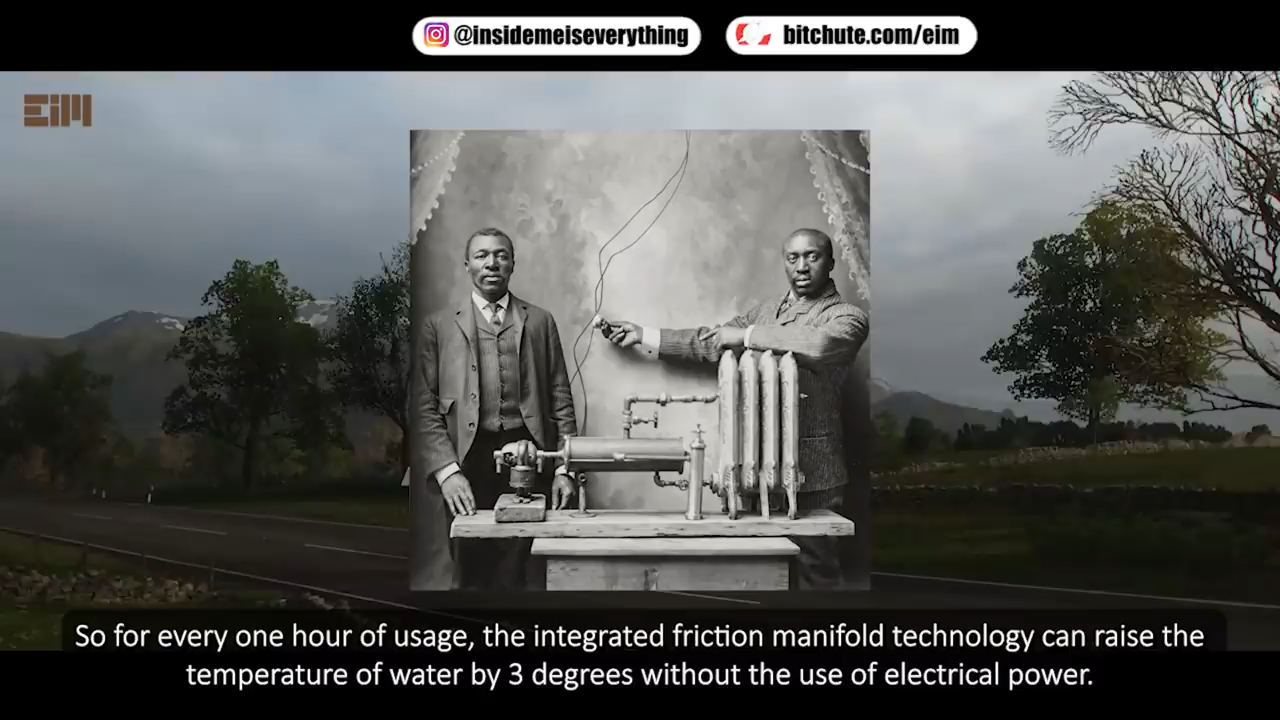 @insidemeiseverything
bitchute.com/eim
EiM
So for every one hour of usage, the integrated friction manifold technology can raise the
temperature of water by 3 degrees without the use of electrical power.